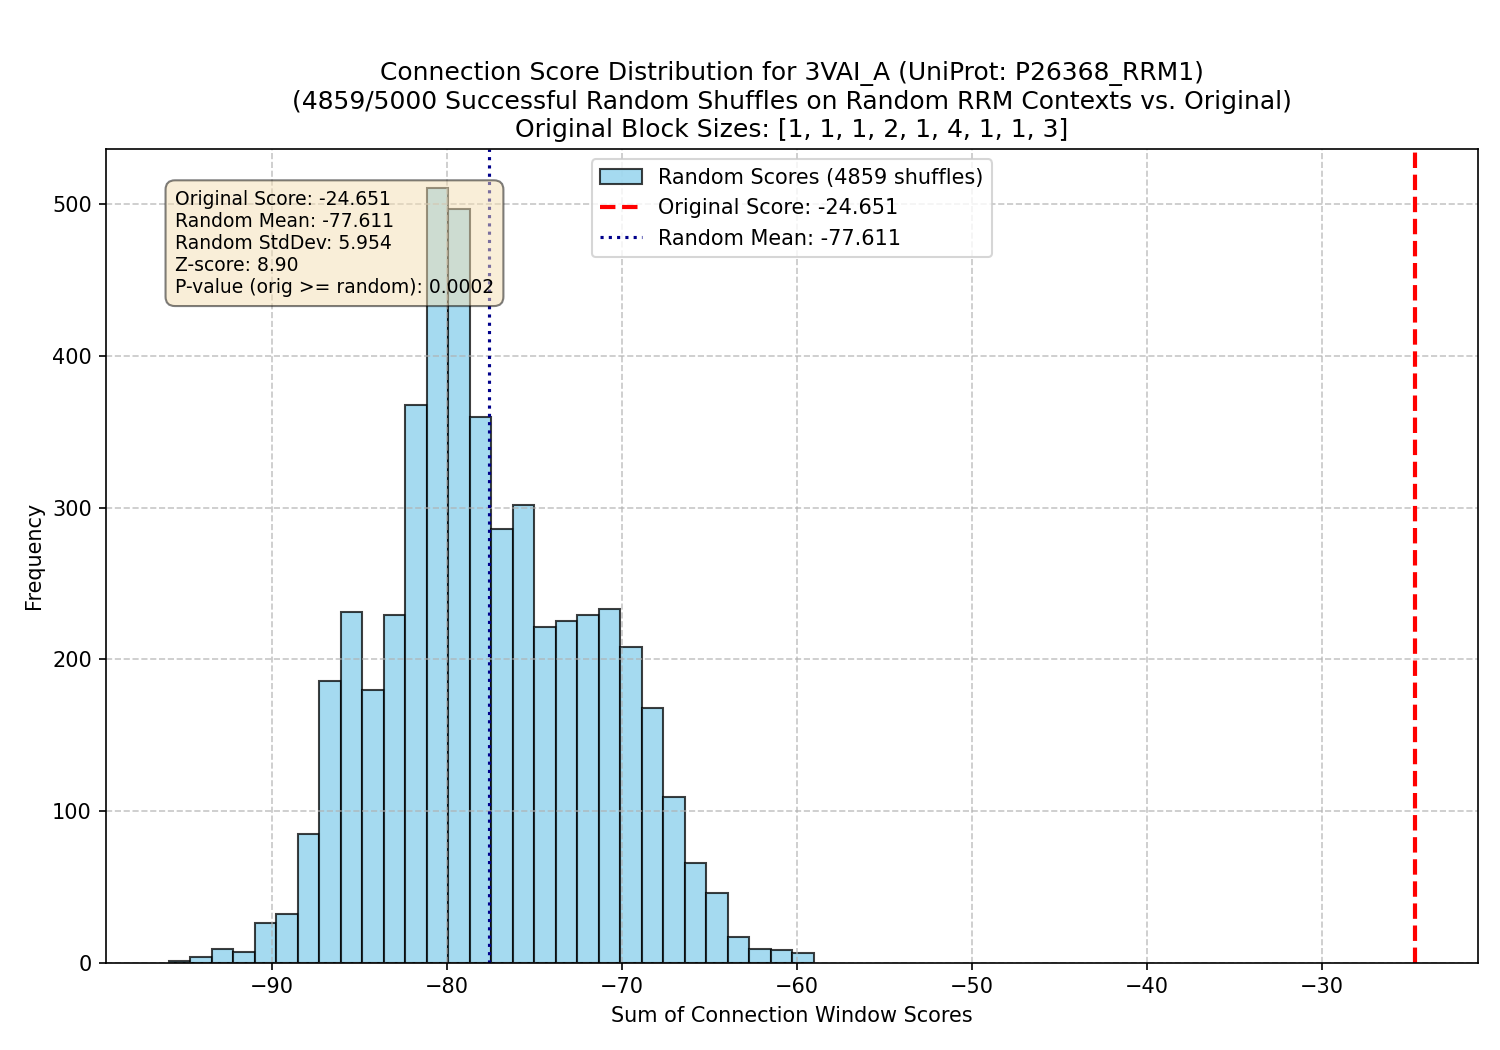 Connection Score Distribution for 3VAI_A (UniProt: P26368_RRM1)
(4859/5000 Successful Random Shuffles on Random RRM Contexts vs. Original)
Original Block Sizes: [1, 1, 1, 2, 1, 4, 1, 1, 3]
Original Score: -24.651
Random Mean: -77.611
Random StdDev: 5.954
Z-score: 8.90
P-value (orig >= random): 0.0002
Random Scores (4859 shuffles)
Original Score: -24.651
Random Mean: -77.611
Frequency
500
400
300
200
100
0
−90
−80
−70
−60
−50
−40
−30
Sum of Connection Window Scores